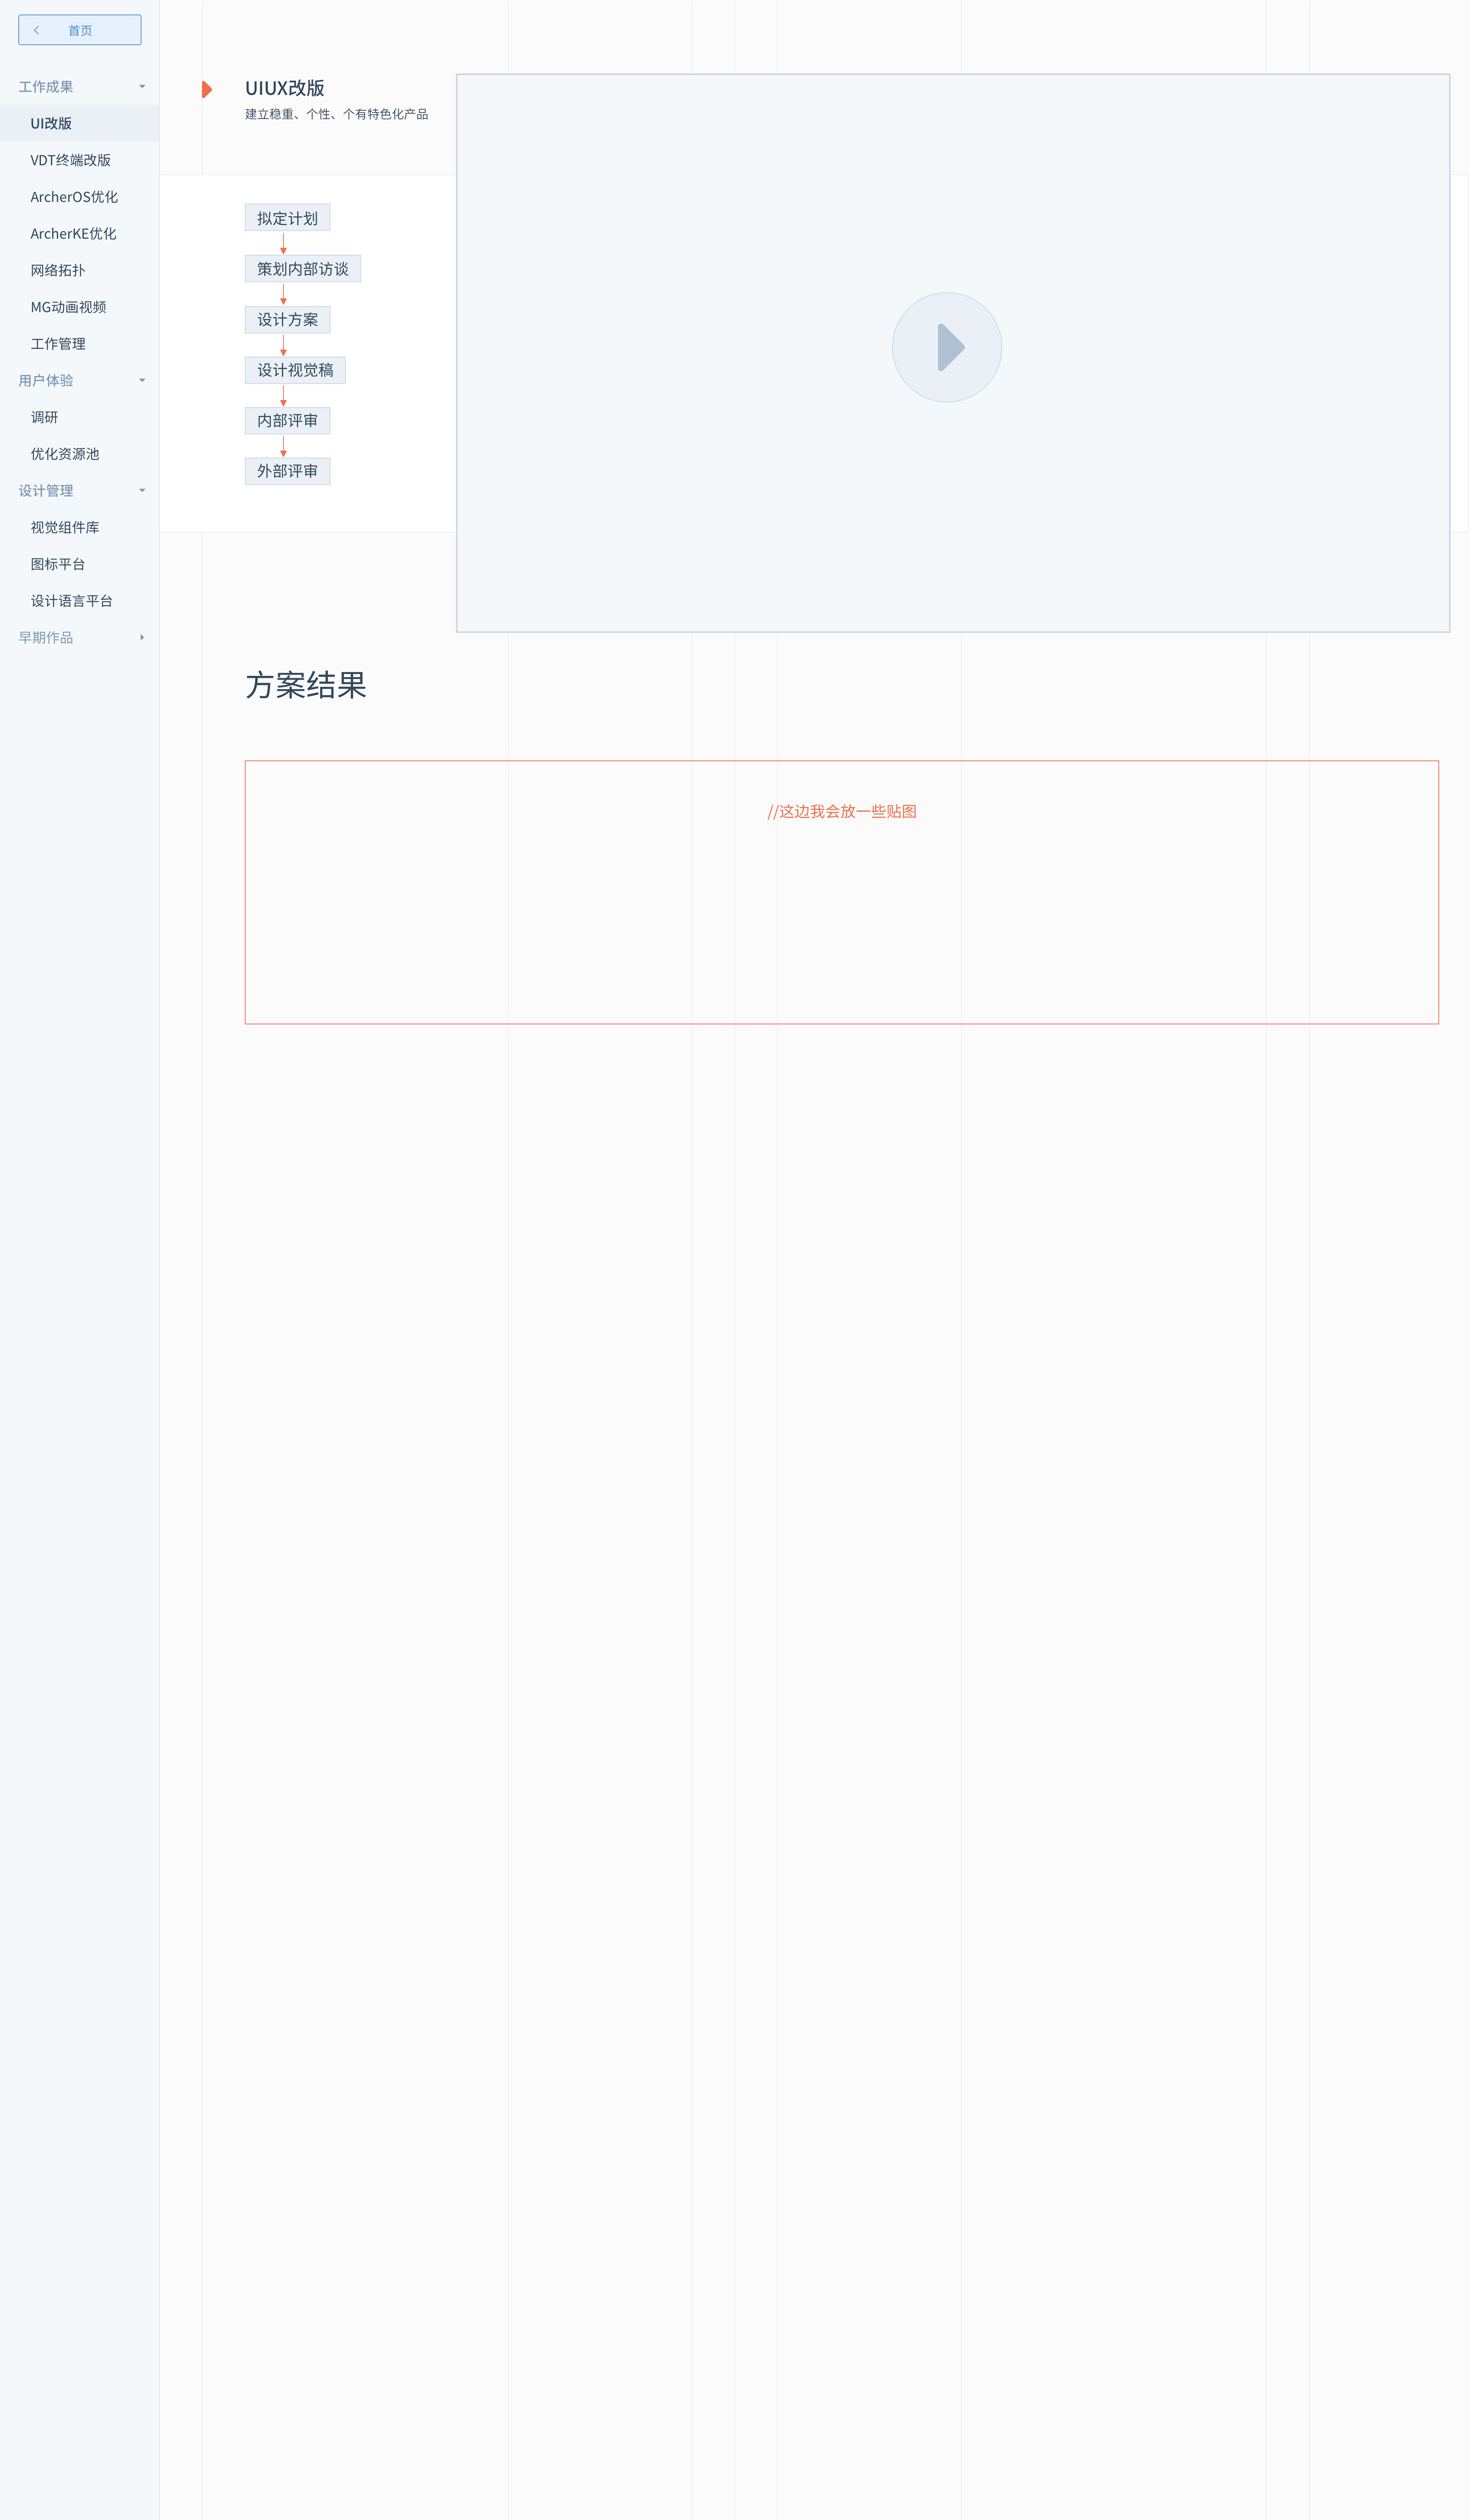 首页
工作成果
UI改版
VDT终端改版
ArcherOS优化
ArcherKE优化
网络拓扑
MG动画视频
工作管理
用户体验
调研
优化资源池
设计管理
视觉组件库
图标平台
设计语言平台
早期作品
UIUX改版
建立稳重、个性、个有特色化产品
拟定计划
策划内部访谈
设计方案
设计视觉稿
内部评审
外部评审
方案结果
//这边我会放一些贴图